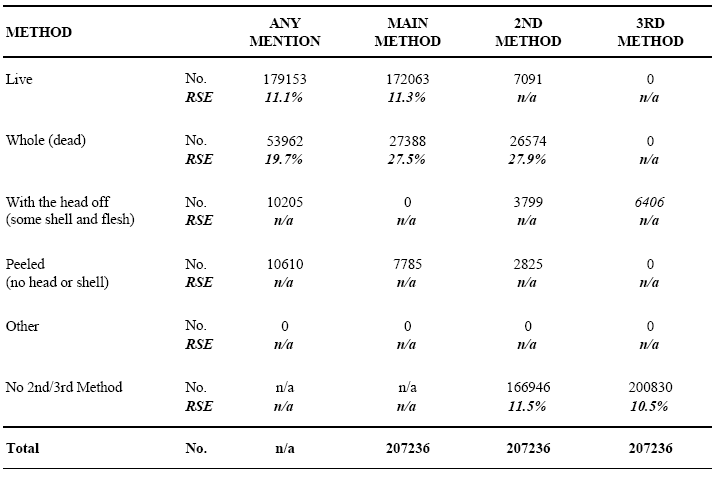 METHOD ANY MENTION MAIN METHOD 2ND METHOD 3RD METHOD
Live No. 179153 172063 7091 0
RSE 11.1% 11.3% n/a n/a
Whole (dead) No. 53962 27388 26574 0
RSE 19.7% 27.5% 27.9% n/a
With the head off No. 10205 0 3799 6406
(some shell and flesh) RSE n/a n/a n/a n/a
Peeled No. 10610 7785 2825 0
(no head or shell) RSE n/a n/a n/a n/a
Other No. 0 0 0 0
RSE n/a n/a n/a n/a
No 2nd/3rd Method No. n/a n/a 166946 200830
RSE n/a n/a 11.5% 10.5%
Total No. n/a 207236 207236 207236